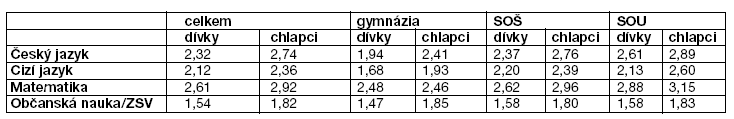 celkem gymnázia SOŠ SOU
dívky chlapci dívky chlapci dívky chlapci dívky chlapci
Český jazyk 2,32 2,74 1,94 2,41 2,37 2,76 2,61 2,89
Cizí jazyk 2,12 2,36 1,68 1,93 2,20 2,39 2,13 2,60
Matematika 2,61 2,92 2,48 2,46 2,62 2,96 2,88 3,15
Občanská nauka/ZSV 1,54 1,82 1,47 1,85 1,58 1,80 1,58 1,83